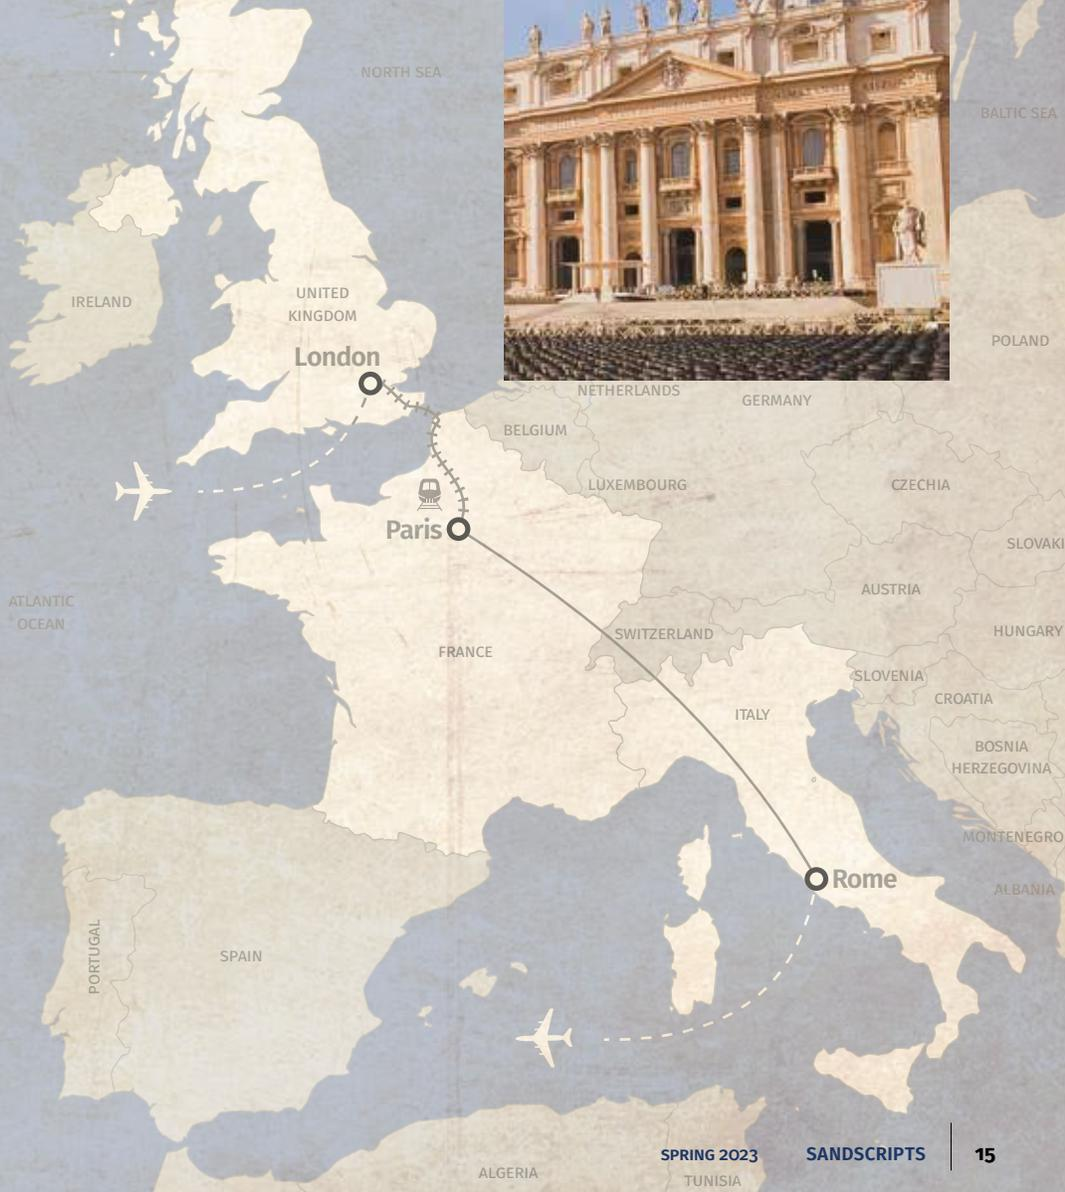 NORTH SEA
BALTIC SEA
IRELAND
UNITED
KINGDOM
London
POLAND
NETHERLANDS
GERMANY
BELGIUM
LUXEMBOURG
CZECHIA
Paris
SLOVAKI
ATLANTIC
OCEAN
AUSTRIA
SWITZERLAND
HUNGARY
FRANCE
SLOVENIA
CROATIA
ITALY
BOSNIA
HERZEGOVINA
MONTENEGRO
Rome
ALBANIA
PORTUGAL
SPAIN
ALGERIA
TUNISIA
SPRING 2023 SANDSCRIPTS 15